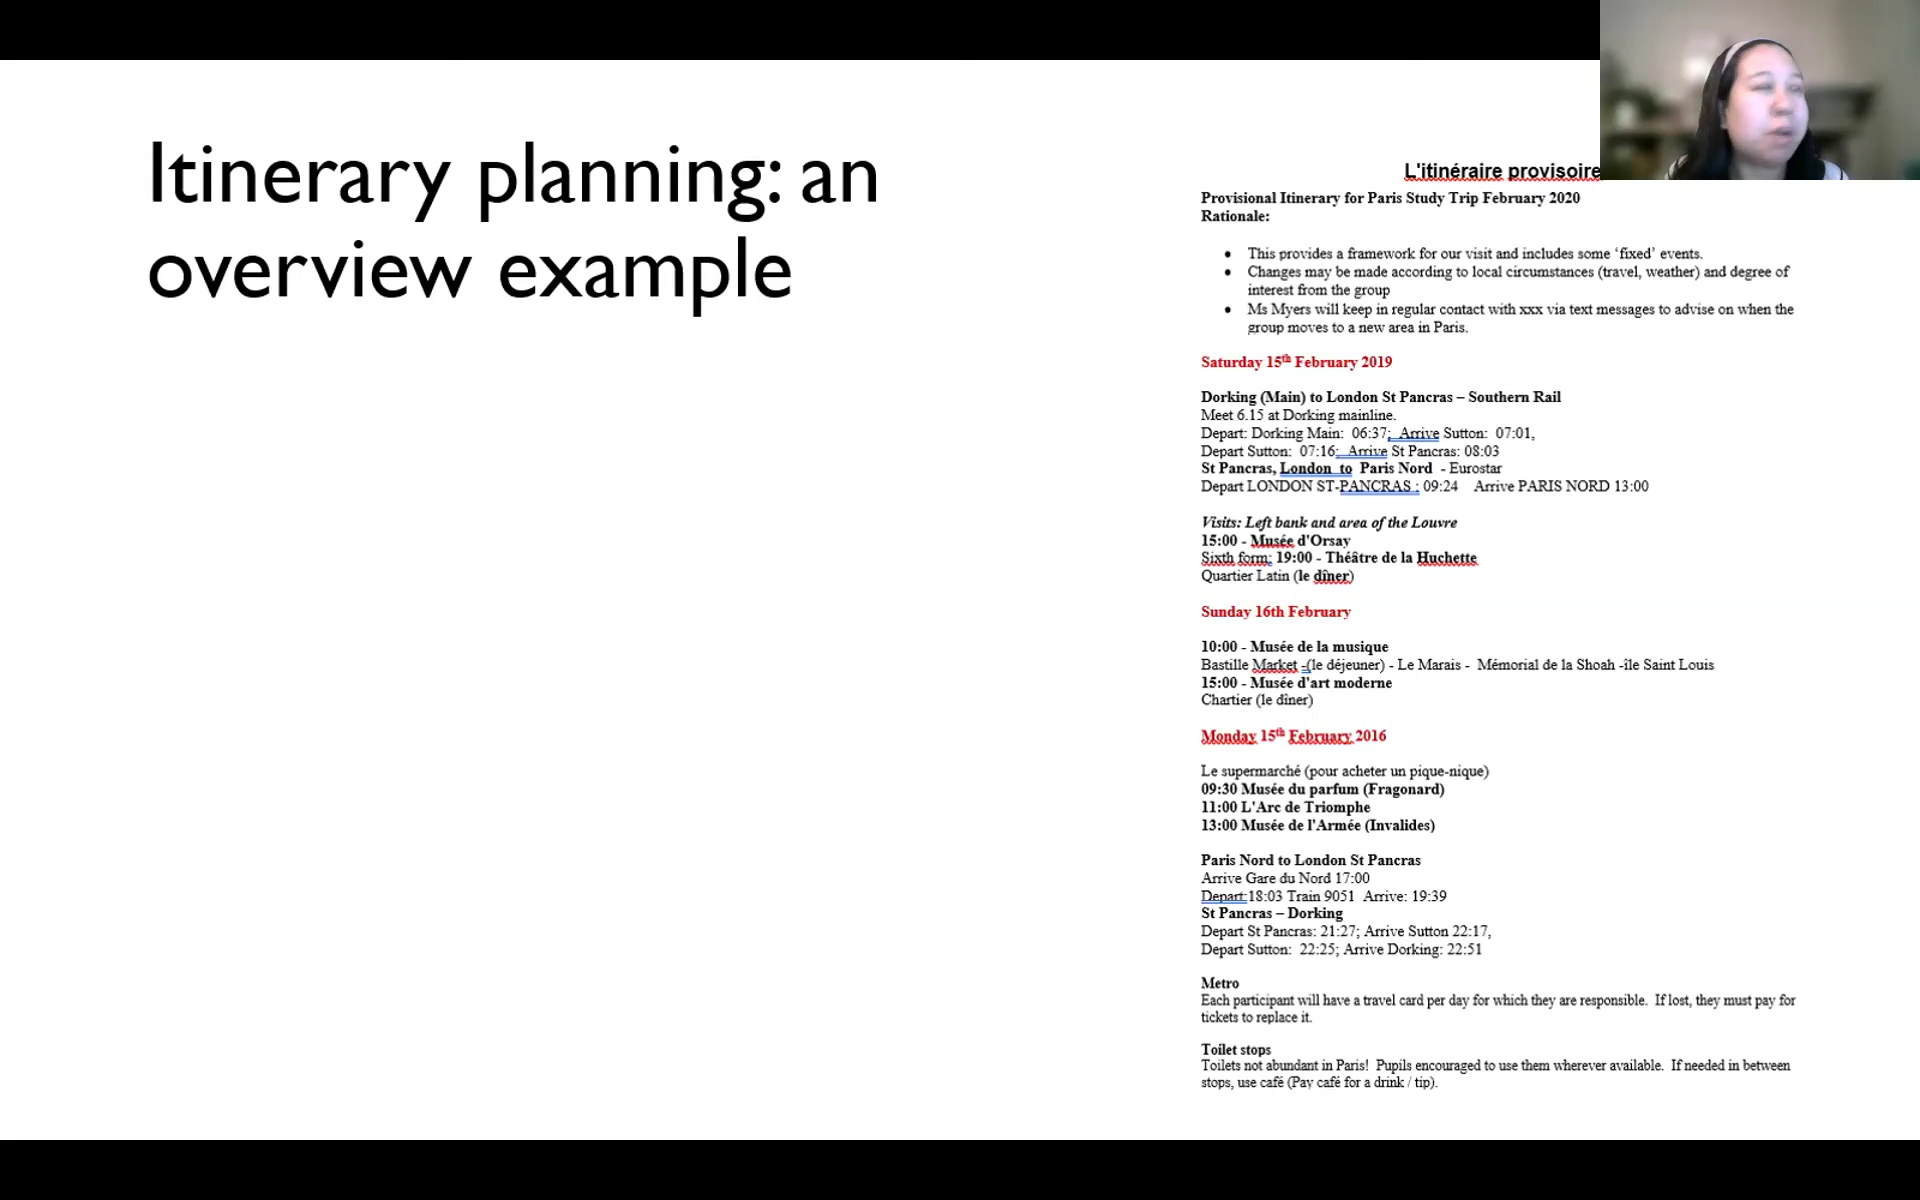 Itinerary planning: an
overview example
L'itinéraire provisoire
Provisional Itinerary for Paris Study Trip February 2020
Rationale:
• This provides a framework for our visit and includes some ‘fixed’ events.
• Changes may be made according to local circumstances (travel, weather) and degree of
interest from the group
• Ms Myers will keep in regular contact with xxx via text messages to advise on when the
group moves to a new area in Paris.
Saturday 15th February 2019
Dorking (Main) to London St Pancras – Southern Rail
Meet 6.15 at Dorking mainline.
Depart: Dorking Main: 06:37; Arrive Sutton: 07:01,
Depart Sutton: 07:16; Arrive St Pancras: 08:03
St Pancras, London to Paris Nord - Eurostar
Depart LONDON ST-PANCRAS : 09:24 Arrive PARIS NORD 13:00
Visits: Left bank and area of the Louvre
15:00 - Musée d'Orsay
Sixth form: 19:00 - Théâtre de la Huchette
Quartier Latin (le dîner)
Sunday 16th February
10:00 - Musée de la musique
Bastille Market -(le déjeuner) - Le Marais - Mémorial de la Shoah -île Saint Louis
15:00 - Musée d'art moderne
Chartier (le dîner)
Monday 15th February 2016
Le supermarché (pour acheter un pique-nique)
09:30 Musée du parfum (Fragonard)
11:00 L'Arc de Triomphe
13:00 Musée de l'Armée (Invalides)
Paris Nord to London St Pancras
Arrive Gare du Nord 17:00
Depart:18:03 Train 9051 Arrive: 19:39
St Pancras – Dorking
Depart St Pancras: 21:27; Arrive Sutton 22:17,
Depart Sutton: 22:25; Arrive Dorking: 22:51
Metro
Each participant will have a travel card per day for which they are responsible. If lost, they must pay for
tickets to replace it.
Toilet stops
Toilets not abundant in Paris! Pupils encouraged to use them wherever available. If needed in between
stops, use café (Pay café for a drink / tip).